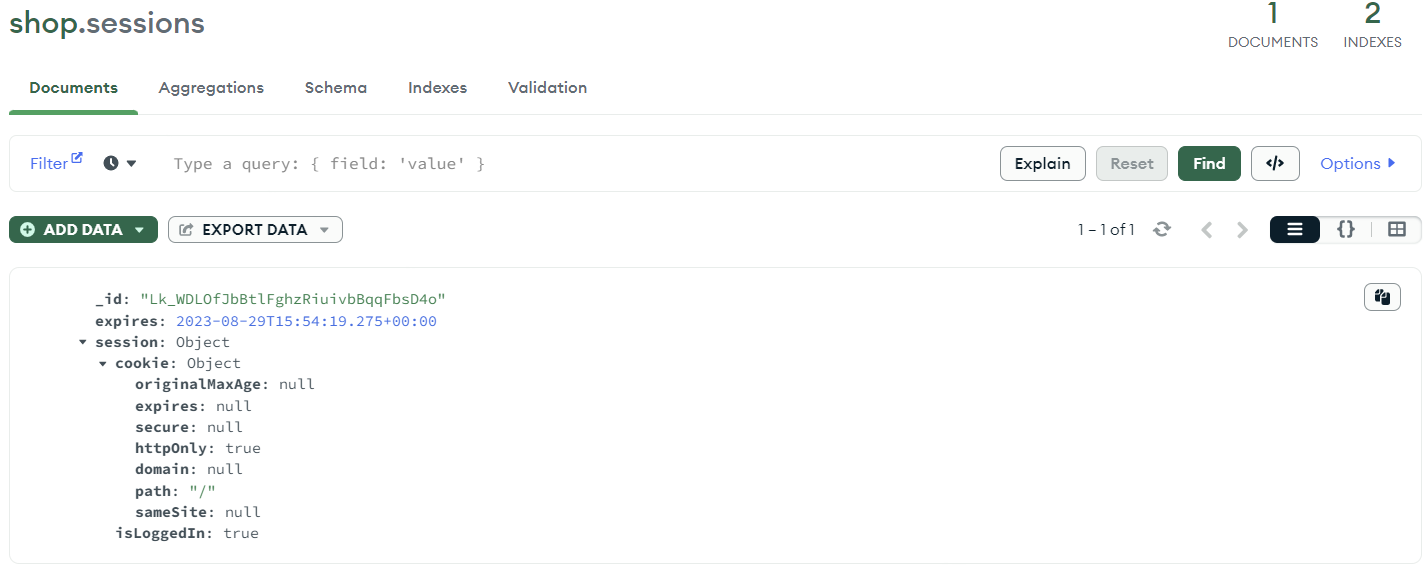 shop.sessions
1 2
DOCUMENTS INDEXES
Documents Aggregations Schema Indexes Validation
Filter Type a query: { field: 'value' } Explain Reset Find </> Options
ADD DATA EXPORT DATA 1 – 1 of 1 {}
_id: "Lk_WDLOfJbBtlFghzRiuivbBqqFbsD4o"
expires: 2023-08-29T15:54:19.275+00:00
session: Object
cookie: Object
originalMaxAge: null
expires: null
secure: null
httpOnly: true
domain: null
path: "/"
sameSite: null
isLoggedIn: true